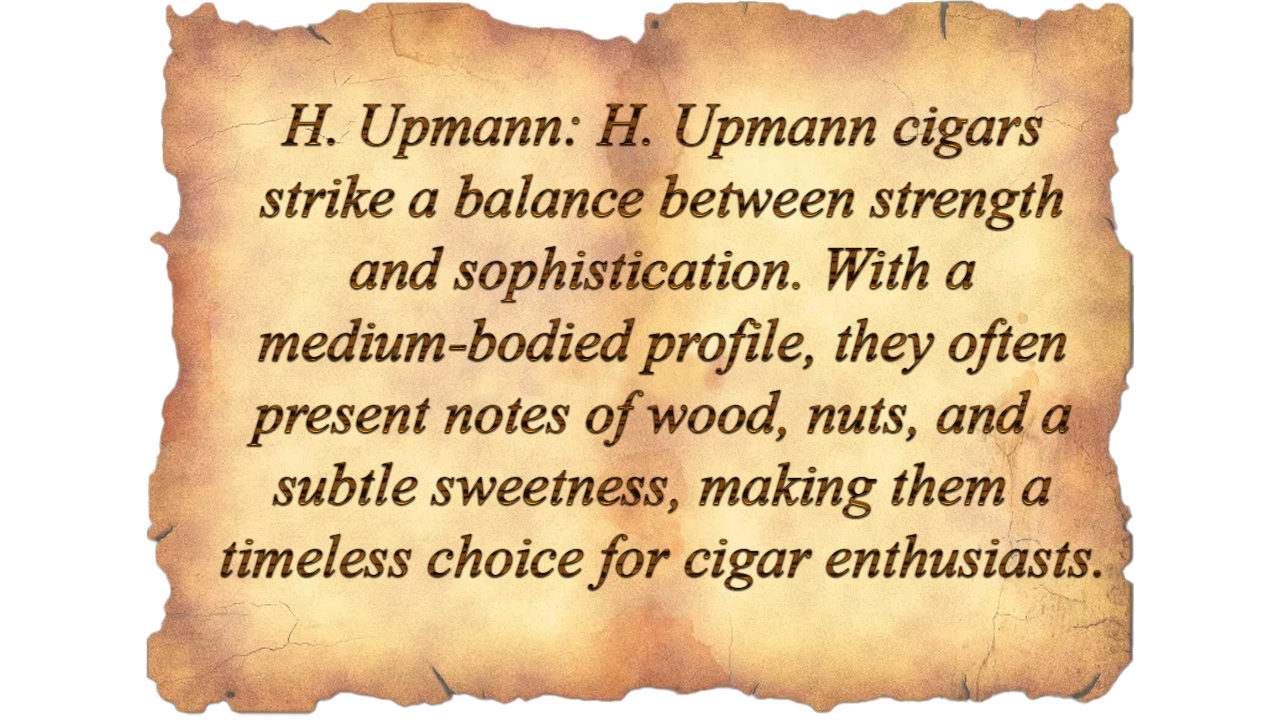 H. Upmann: H. Upmann cigars
strike a balance between strength
and sophistication. With a
medium-bodied profile, they often
present notes of wood, nuts, and a
subtle sweetness, making them a
timeless choice for cigar enthusiasts.